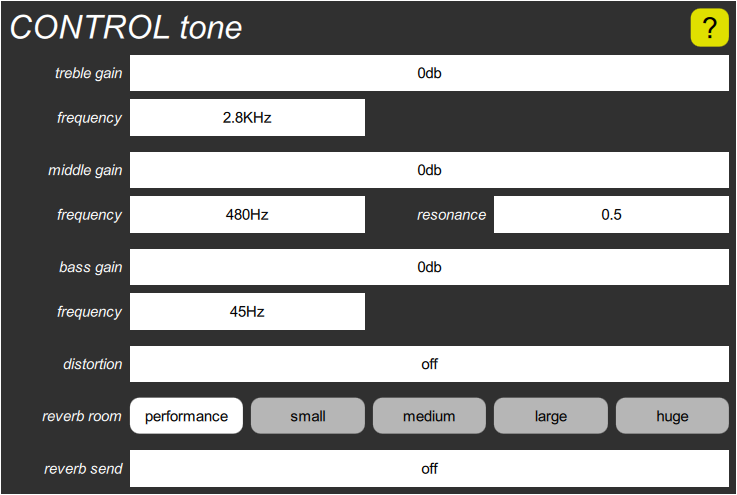 CONTROL tone ?
treble gain 0db
frequency 2.8KHz
middle gain 0db
frequency 480Hz resonance 0.5
bass gain 0db
frequency 45Hz
distortion off
reverb room performance small medium large huge
reverb send off